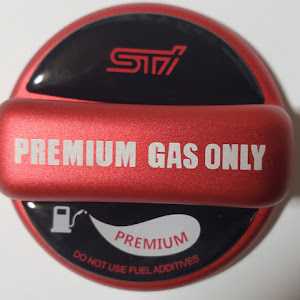 STI
PREMIUM GAS ONLY
PREMIUM
DO NOT USE FUEL ADDITIVES